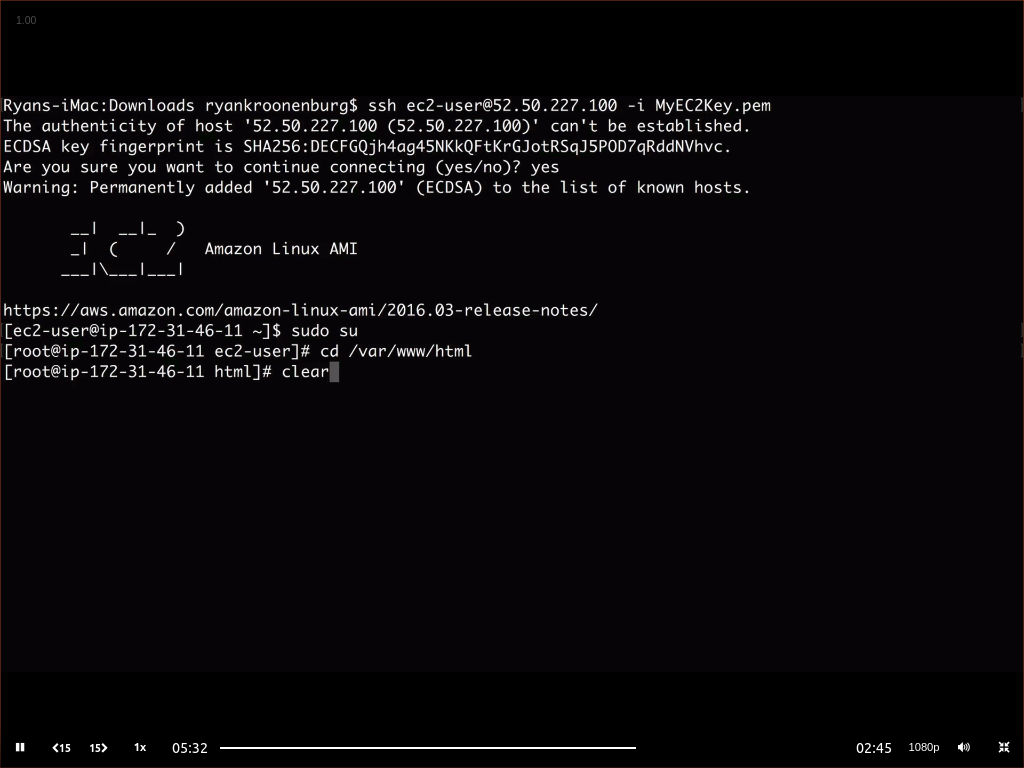 1.00
Ryans-iMac:Downloads ryankroonenburg$ ssh ec2-user@52.50.227.100 -i MyEC2Key.pem
The authenticity of host '52.50.227.100 (52.50.227.100)' can't be established.
ECDSA key fingerprint is SHA256:DECFGQjh4ag45NKkQFtKrGJotRSqJ5POD7qRddNVhvc.
Are you sure you want to continue connecting (yes/no)? yes
Warning: Permanently added '52.50.227.100' (ECDSA) to the list of known hosts.
       __|  __|_  )
       _|  (     /   Amazon Linux AMI
      ___|\___|___|
https://aws.amazon.com/amazon-linux-ami/2016.03-release-notes/
[ec2-user@ip-172-31-46-11 ~]$ sudo su
[root@ip-172-31-46-11 ec2-user]# cd /var/www/html
[root@ip-172-31-46-11 html]# clear
15 15 1x 05:32 02:45 1080p